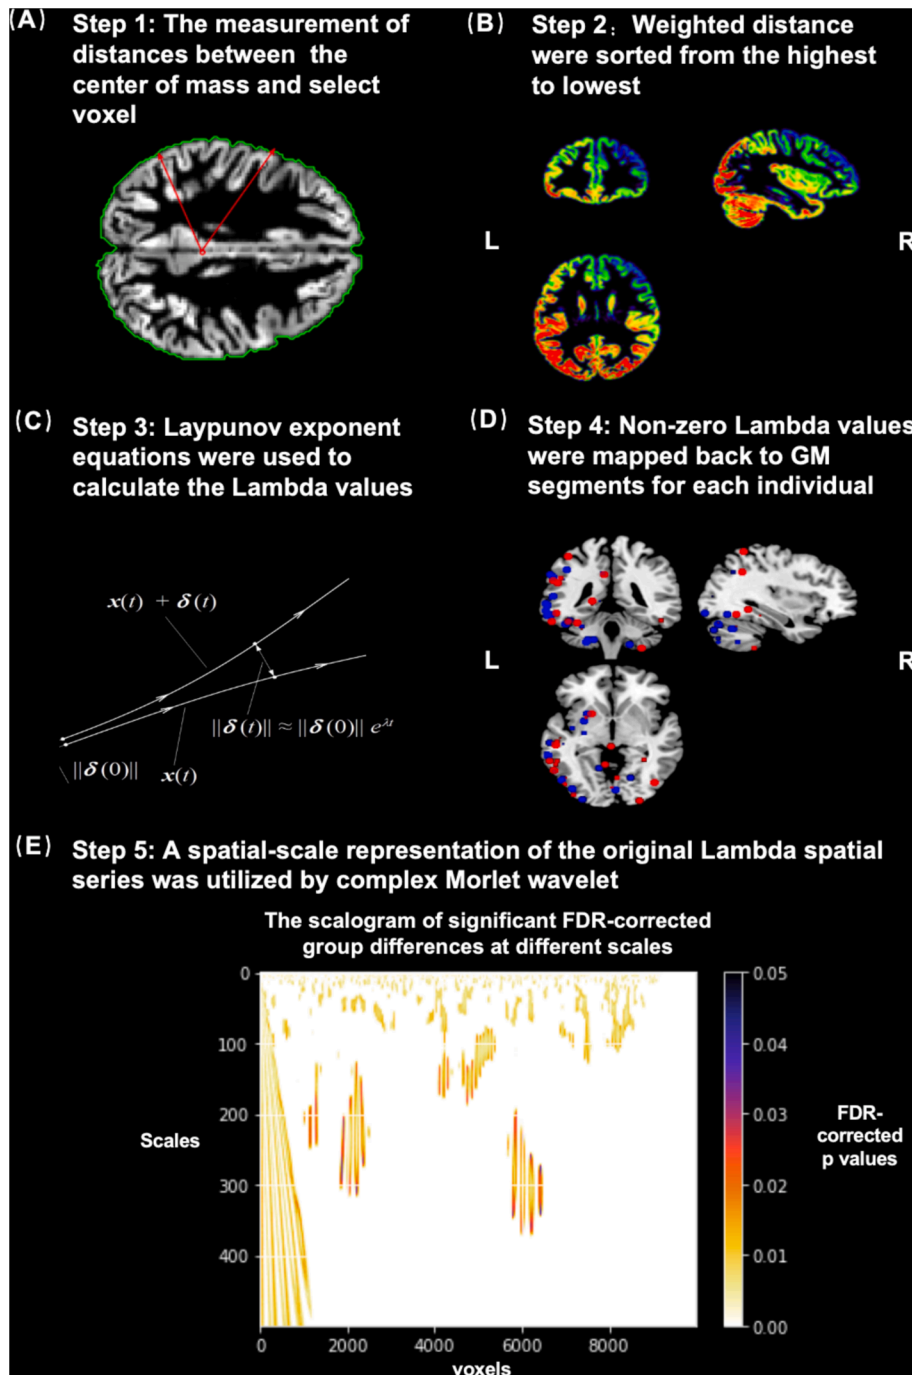 (A) Step 1: The measurement of
distances between the
center of mass and select
voxel
(B) Step 2: Weighted distance
were sorted from the highest
to lowest
L
R
(C) Step 3: Laypunov exponent
equations were used to
calculate the Lambda values
x(t) + δ(t)
||δ(t)|| ≈ ||δ(0)|| e^{λt}
||δ(0)||
x(t)
(D) Step 4: Non-zero Lambda values
were mapped back to GM
segments for each individual
L
R
(E) Step 5: A spatial-scale representation of the original Lambda spatial
series was utilized by complex Morlet wavelet
The scalogram of significant FDR-corrected
group differences at different scales
0
100
200
300
400
Scales
0
2000
4000
6000
8000
voxels
0.05
0.04
0.03
0.02
0.01
0.00
FDR-
corrected
p values